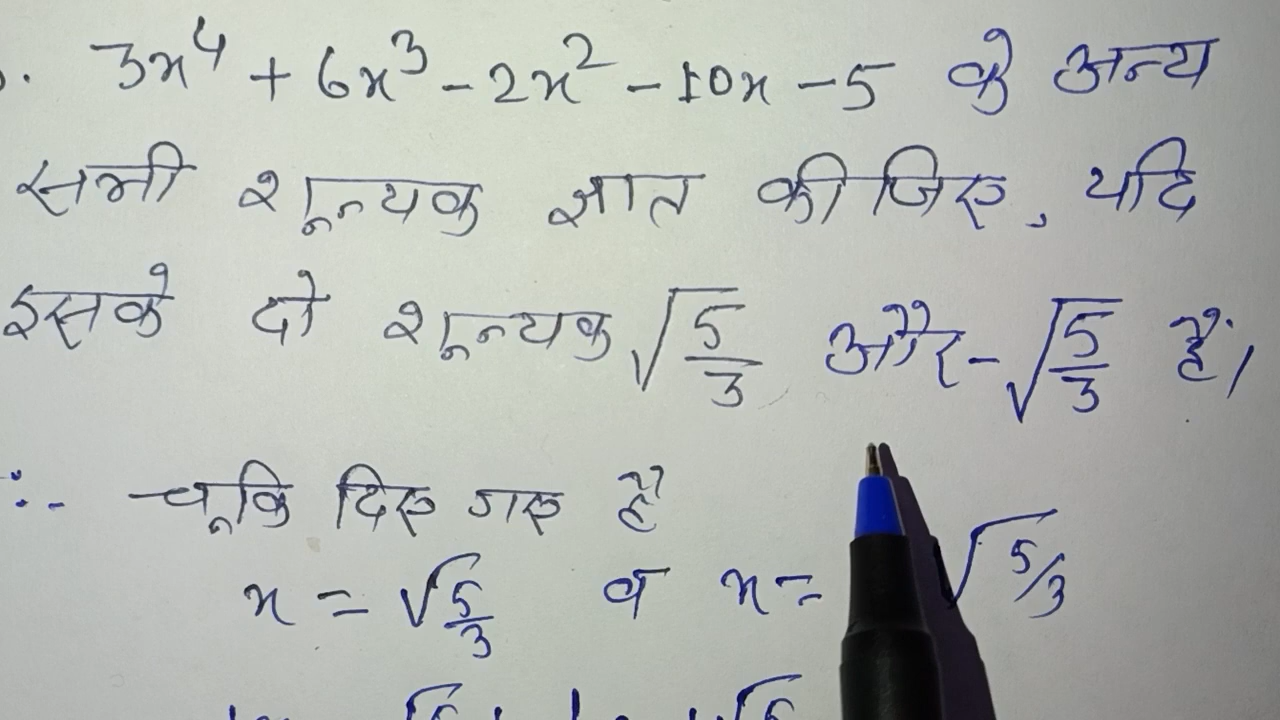 3x⁴ + 6x³ - 2x² - 10x - 5 के अन्य
सभी शून्यक ज्ञात कीजिए, यदि
इसके दो शून्यक √5/3 और -√5/3 हैं।
:- चूकि दिए गए है
x = √5/3 व x = √5/3